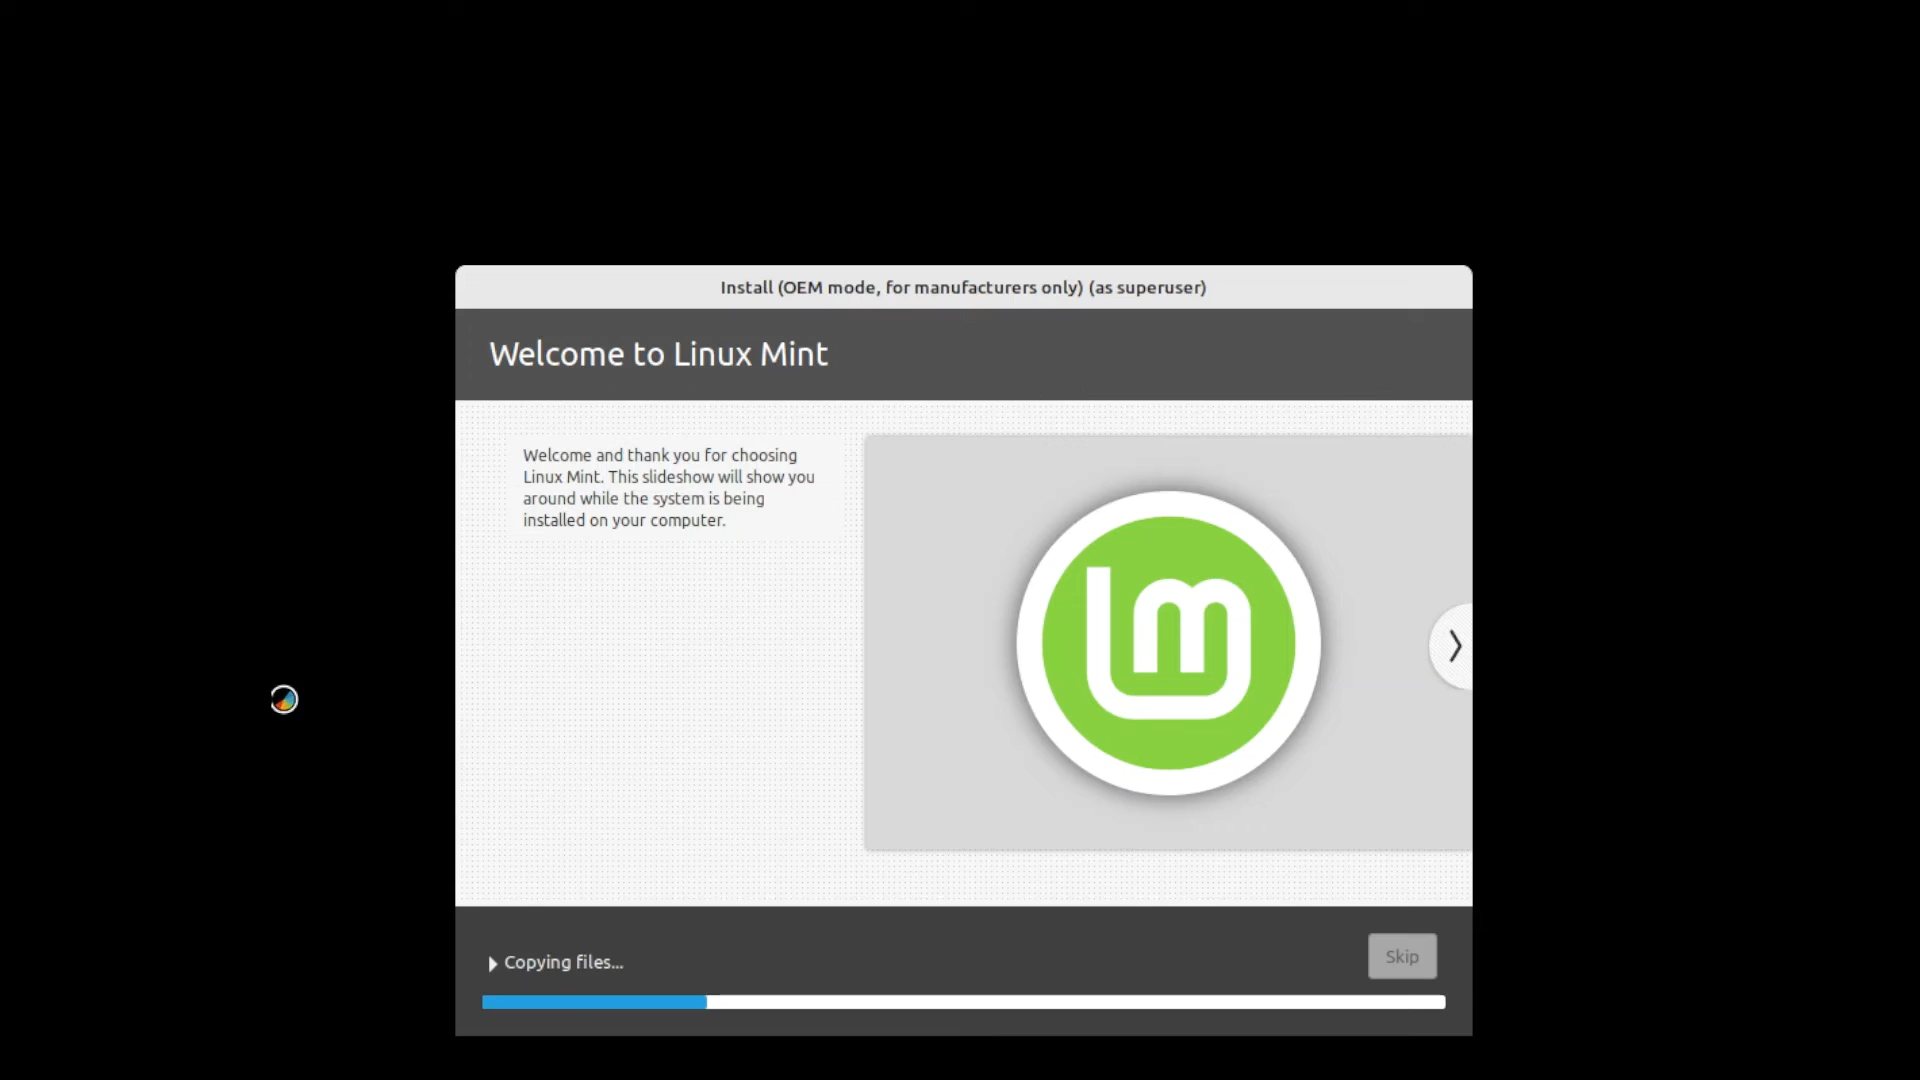 Install (OEM mode, for manufacturers only) (as superuser)
Welcome to Linux Mint
Welcome and thank you for choosing
Linux Mint. This slideshow will show you
around while the system is being
installed on your computer.
lm
Copying files...
Skip